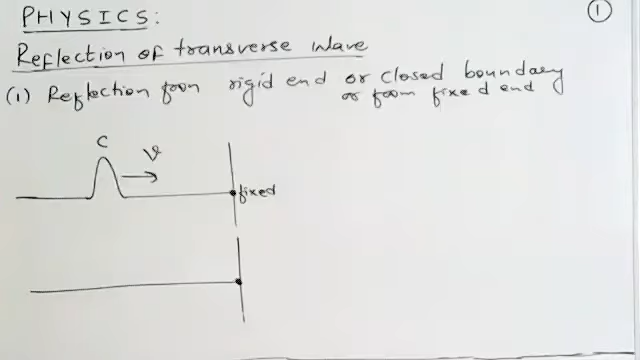 PHYSICS: 1
Reflection of transverse wave
(1) Reflection from rigid end or closed boundary
or from fixed end
C
v
fixed